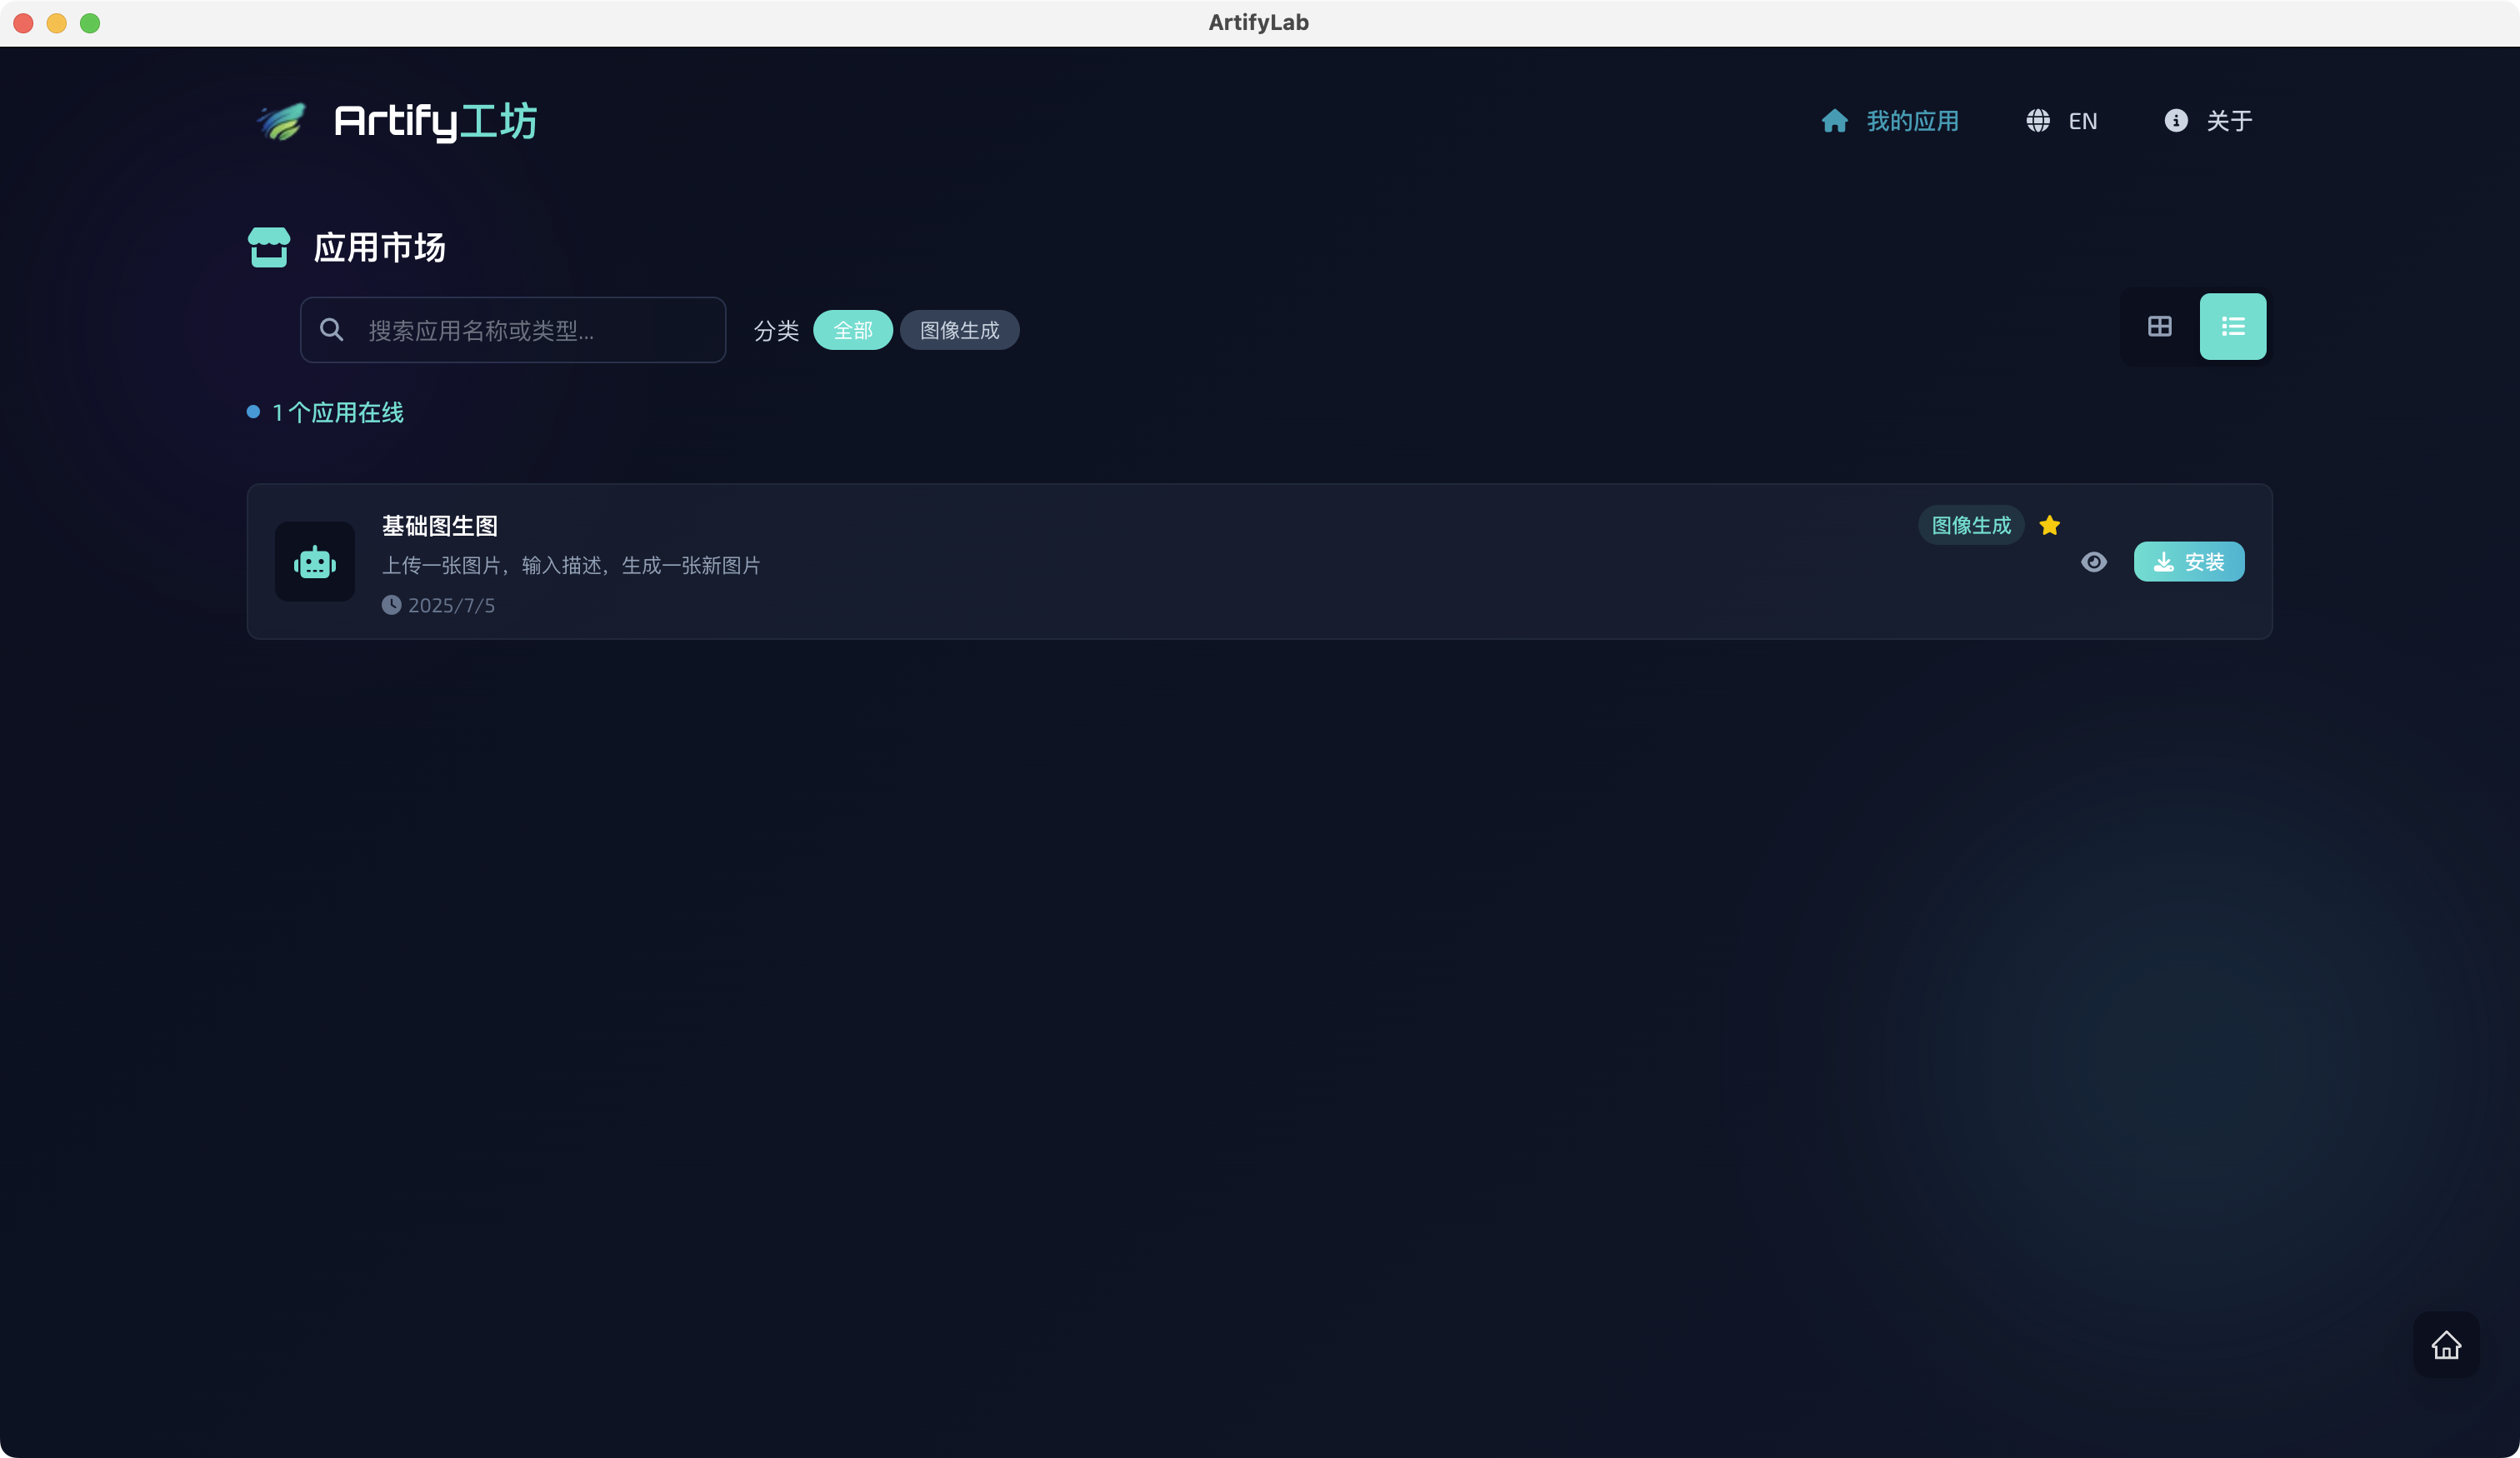 ArtifyLab
Artify工坊
我的应用
EN
关于
应用市场
搜索应用名称或类型...
分类
全部
图像生成
1 个应用在线
基础图生图
图像生成
上传一张图片，输入描述，生成一张新图片
安装
2025/7/5